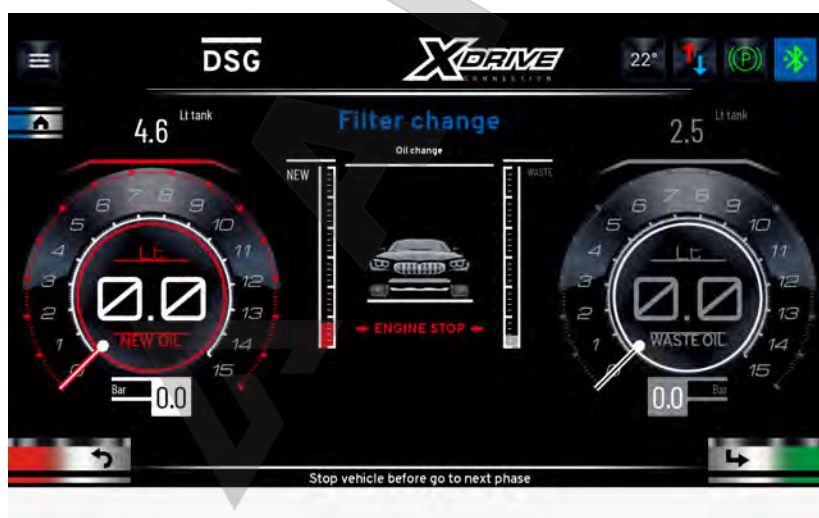 DSG
XDRIVE
CONNECTION
22°
(P)
4.6 Lt tank
Filter change
2.5 Lt tank
Oil change
NEW
WASTE
0 1 2 3 4 5 6 7 8 9 10 11 12 13 14 15
Lt
0.0
NEW OIL
Bar
0.0
← ENGINE STOP ←
1 2 3 4 5 6 7 8 9 10 11 12 13 14 15
Lt
0.0
WASTE OIL
0.0
Bar
Stop vehicle before go to next phase